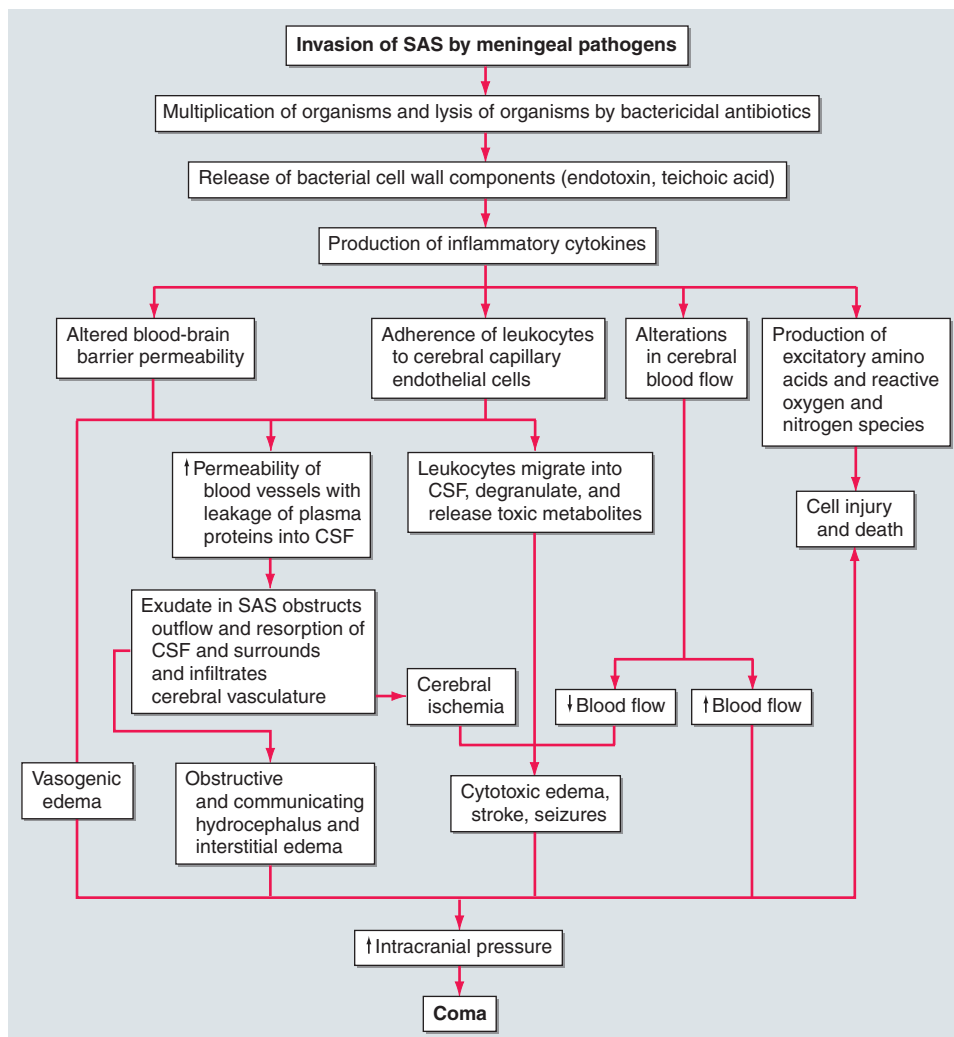 Invasion of SAS by meningeal pathogens
Multiplication of organisms and lysis of organisms by bactericidal antibiotics
Release of bacterial cell wall components (endotoxin, teichoic acid)
Production of inflammatory cytokines
Altered blood-brain
barrier permeability
Adherence of leukocytes
to cerebral capillary
endothelial cells
Alterations
in cerebral
blood flow
Production of
excitatory amino
acids and reactive
oxygen and
nitrogen species
↑Permeability of
blood vessels with
leakage of plasma
proteins into CSF
Leukocytes migrate into
CSF, degranulate, and
release toxic metabolites
Cell injury
and death
Exudate in SAS obstructs
outflow and resorption of
CSF and surrounds
and infiltrates
cerebral vasculature
Cerebral
ischemia
↓Blood flow
↑Blood flow
Vasogenic
edema
Obstructive
and communicating
hydrocephalus and
interstitial edema
Cytotoxic edema,
stroke, seizures
↑Intracranial pressure
Coma